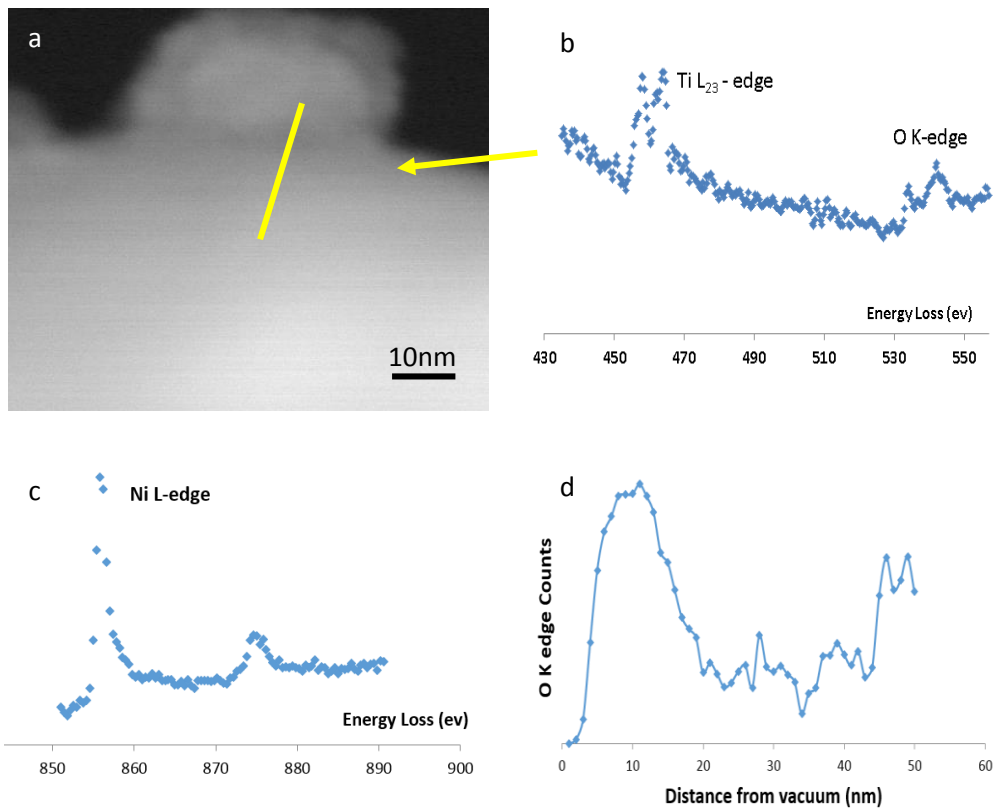 a
10nm
b
Ti L₂₃ - edge
O K-edge
Energy Loss (ev)
430 450 470 490 510 530 550
c
Ni L-edge
Energy Loss (ev)
850 860 870 880 890 900
d
O K edge Counts
0 10 20 30 40 50 60
Distance from vacuum (nm)